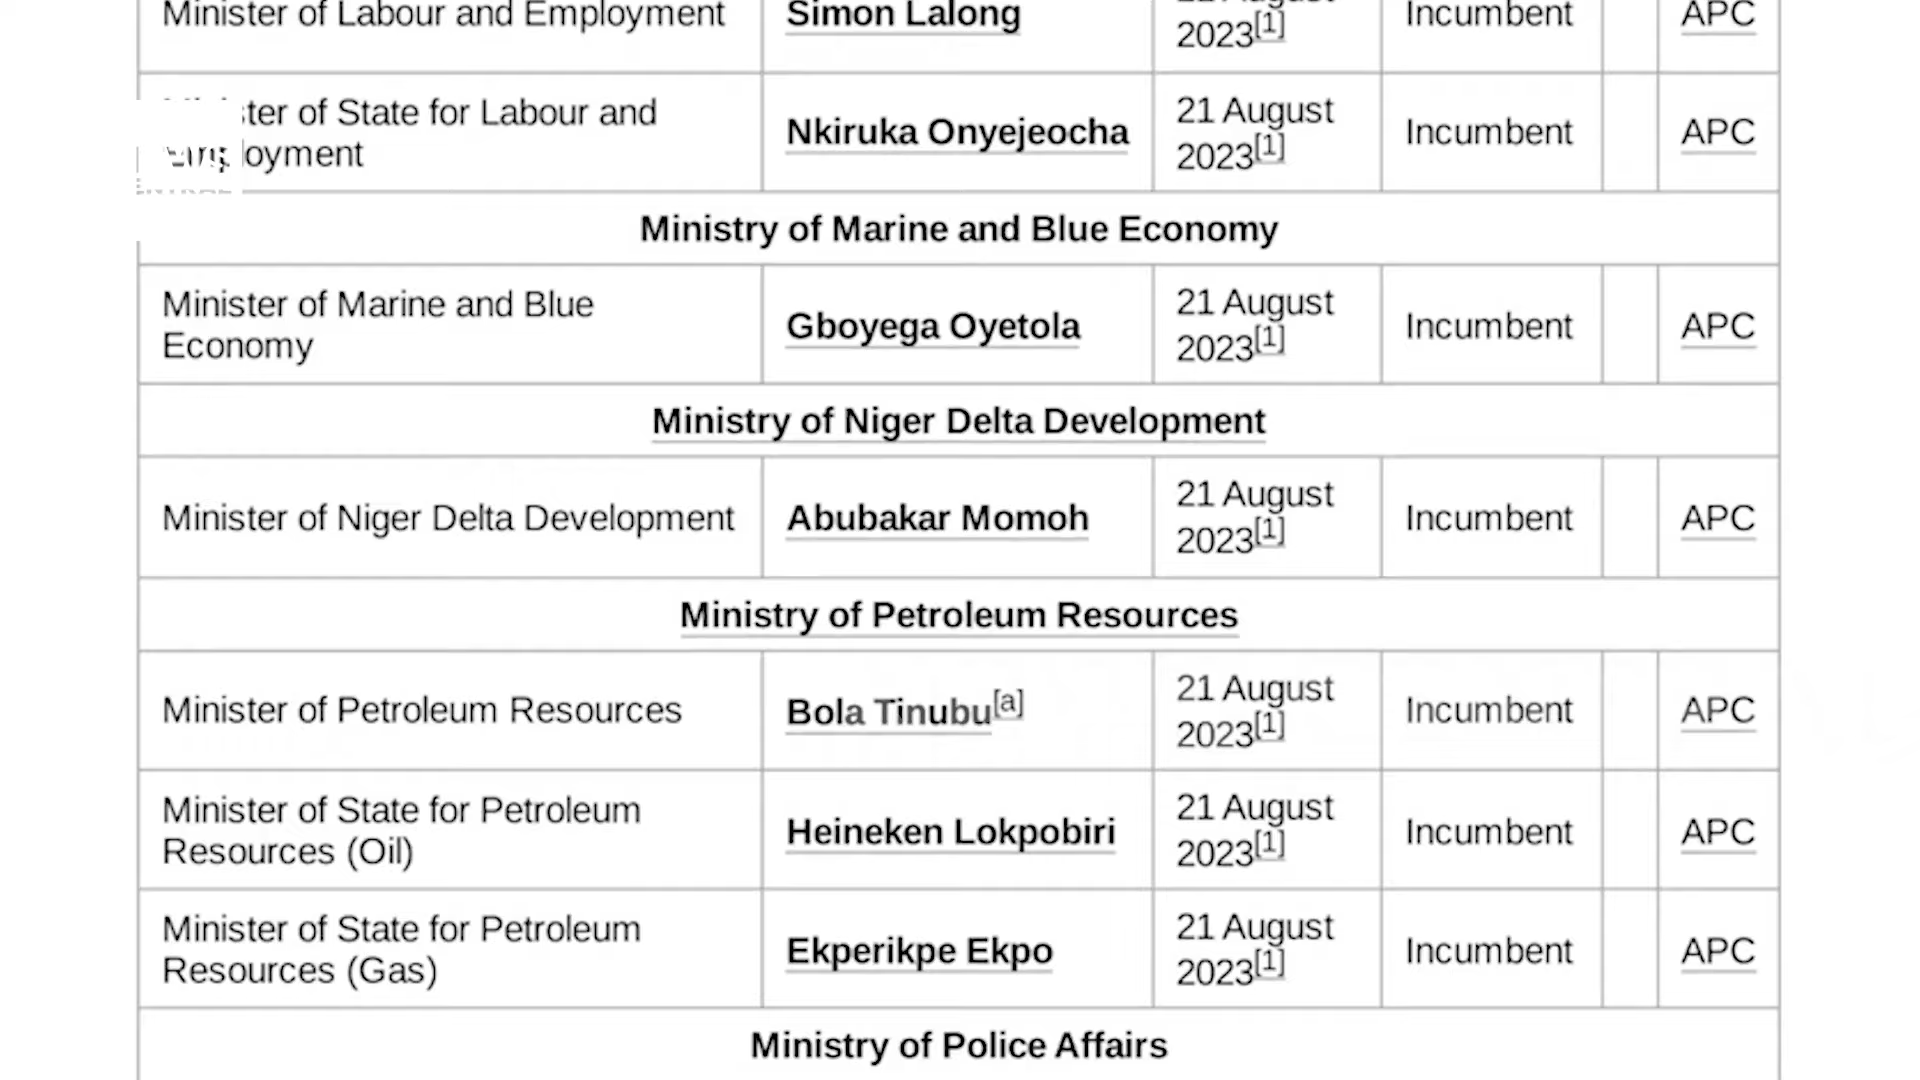 Minister of Labour and Employment Simon Lalong 2023[1] Incumbent APC
Minister of State for Labour and
Employment
Nkiruka Onyejeocha
21 August
2023[1]
Incumbent
APC
Ministry of Marine and Blue Economy
Minister of Marine and Blue
Economy
Gboyega Oyetola
21 August
2023[1]
Incumbent
APC
Ministry of Niger Delta Development
Minister of Niger Delta Development
Abubakar Momoh
21 August
2023[1]
Incumbent
APC
Ministry of Petroleum Resources
Minister of Petroleum Resources
Bola Tinubu[a]
21 August
2023[1]
Incumbent
APC
Minister of State for Petroleum
Resources (Oil)
Heineken Lokpobiri
21 August
2023[1]
Incumbent
APC
Minister of State for Petroleum
Resources (Gas)
Ekperikpe Ekpo
21 August
2023[1]
Incumbent
APC
Ministry of Police Affairs